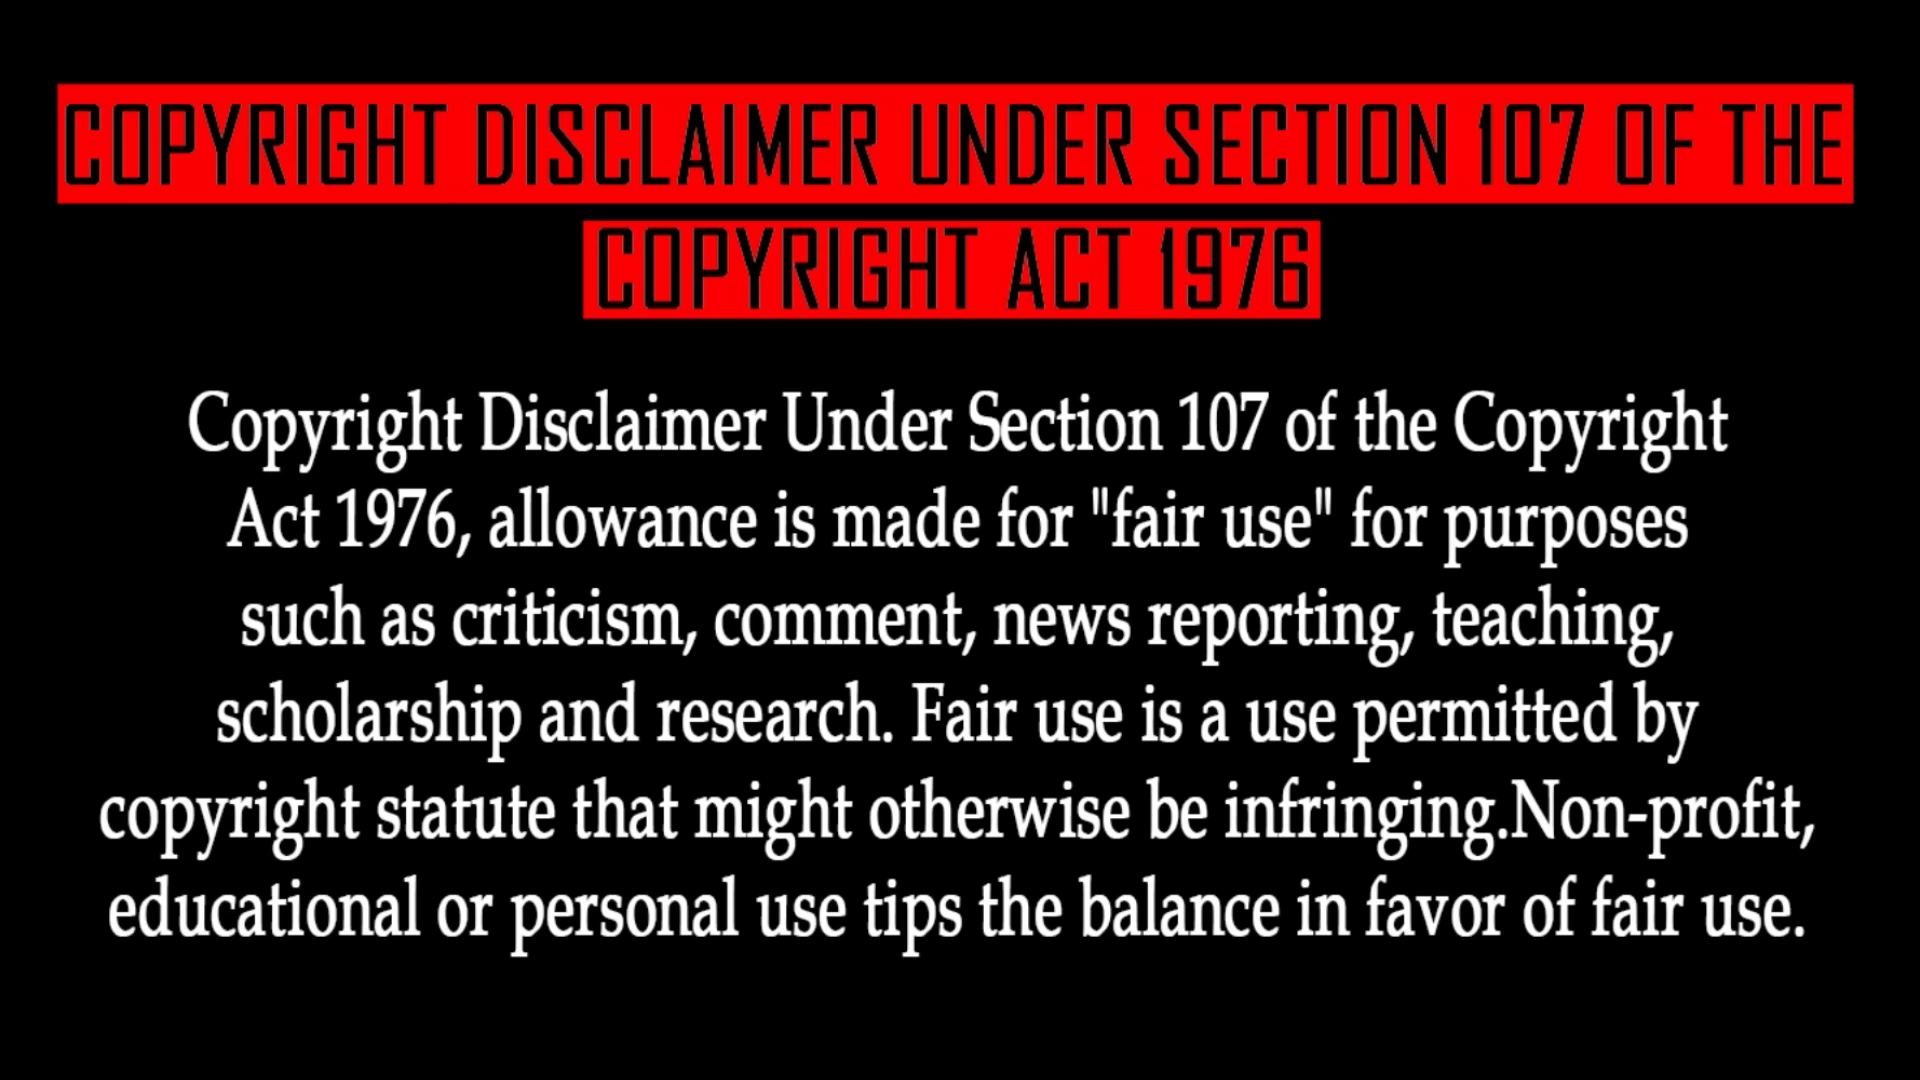 COPYRIGHT DISCLAIMER UNDER SECTION 107 OF THE
COPYRIGHT ACT 1976
Copyright Disclaimer Under Section 107 of the Copyright
Act 1976, allowance is made for "fair use" for purposes
such as criticism, comment, news reporting, teaching,
scholarship and research. Fair use is a use permitted by
copyright statute that might otherwise be infringing.Non-profit,
educational or personal use tips the balance in favor of fair use.